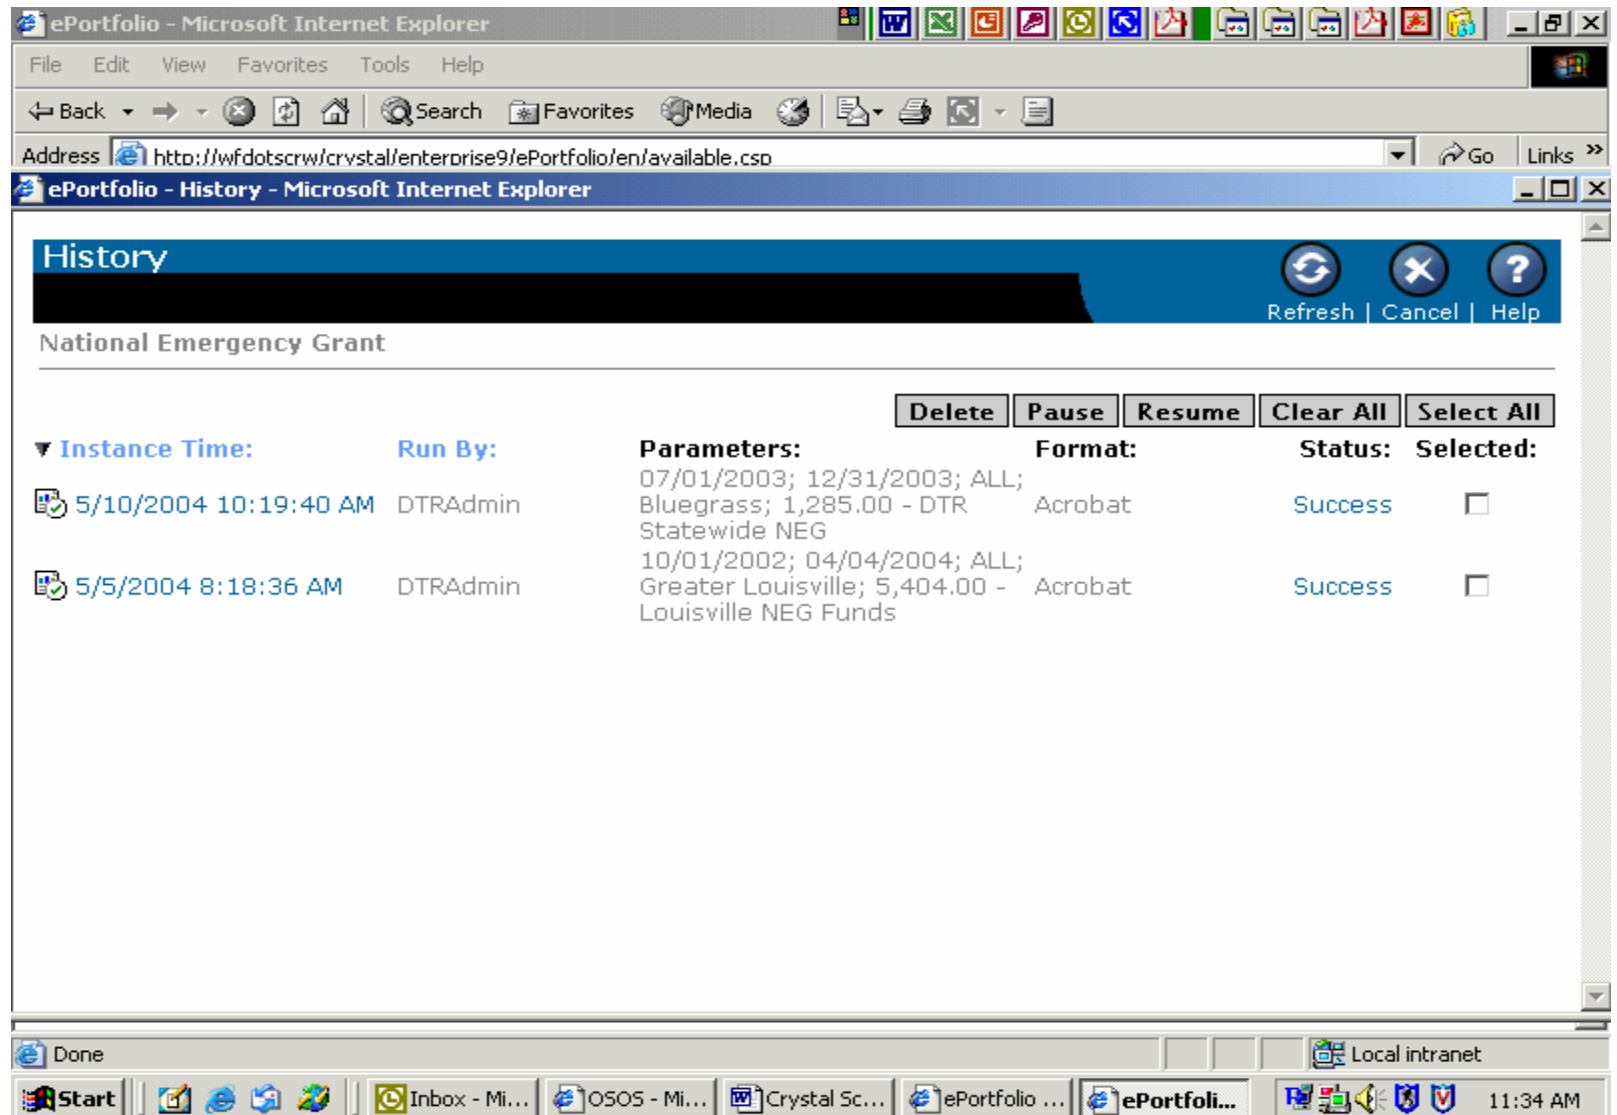 ePortfolio - Microsoft Internet Explorer
File Edit View Favorites Tools Help
Back Search Favorites Media
Address http://wfdotscrw/crystal/enterprise9/ePortfolio/en/available.csp Go Links »
ePortfolio - History - Microsoft Internet Explorer
History
Refresh | Cancel | Help
National Emergency Grant
Delete Pause Resume Clear All Select All
Instance Time: Run By: Parameters: Format: Status: Selected:
07/01/2003; 12/31/2003; ALL;
5/10/2004 10:19:40 AM DTRAdmin Bluegrass; 1,285.00 - DTR Acrobat Success
Statewide NEG
10/01/2002; 04/04/2004; ALL;
5/5/2004 8:18:36 AM DTRAdmin Greater Louisville; 5,404.00 - Acrobat Success
Louisville NEG Funds
Done Local intranet
Start Inbox - Mi... OSOS - Mi... Crystal Sc... ePortfolio ... ePortfoli... 11:34 AM